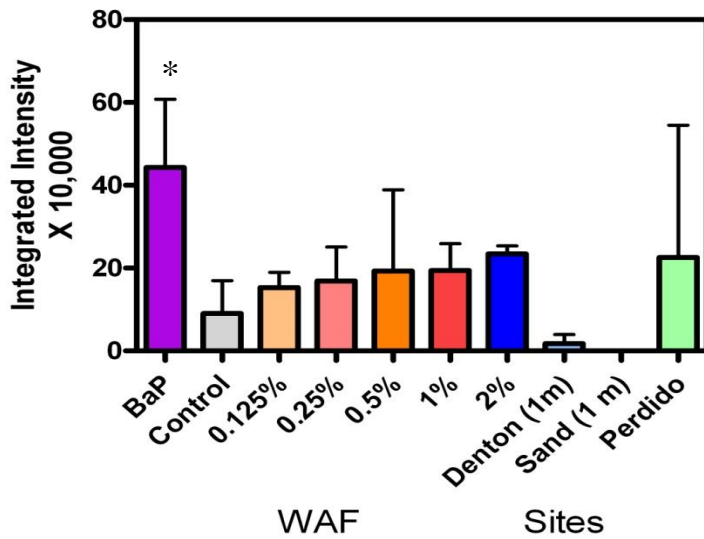 Integrated Intensity
X 10,000
80
60
40
20
0
*
BaP
Control
0.125%
0.25%
0.5%
1%
2%
Denton (1m)
Sand (1 m)
Perdido
WAF
Sites